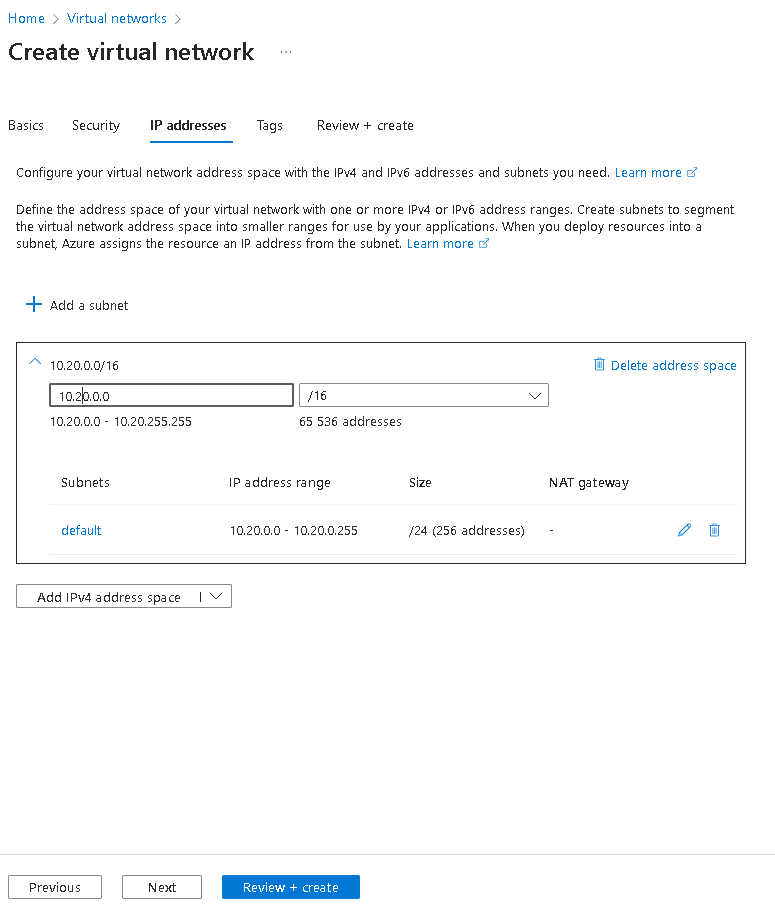 Home > Virtual networks >
Create virtual network ...
Basics Security IP addresses Tags Review + create
Configure your virtual network address space with the IPv4 and IPv6 addresses and subnets you need. Learn more
Define the address space of your virtual network with one or more IPv4 or IPv6 address ranges. Create subnets to segment
the virtual network address space into smaller ranges for use by your applications. When you deploy resources into a
subnet, Azure assigns the resource an IP address from the subnet. Learn more
+ Add a subnet
10.20.0.0/16 Delete address space
10.20.0.0 /16
10.20.0.0 - 10.20.255.255 65 536 addresses
Subnets IP address range Size NAT gateway
default 10.20.0.0 - 10.20.0.255 /24 (256 addresses) -
Add IPv4 address space |
Previous Next Review + create